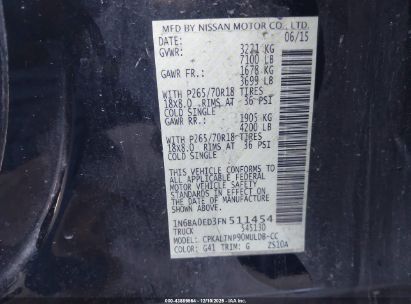 MFD BY NISSAN MOTOR CO., LTD.
DATE: 06/15
GVWR: 3221 KG
7100 LB
GAWR FR.: 1678 KG
3699 LB
WITH P265/70R18 TIRES
18X8.0 RIMS AT 36 PSI
COLD SINGLE
GAWR RR.: 1905 KG
4200 LB
WITH P265/70R18 TIRES
18X8.0 RIMS AT 36 PSI
COLD SINGLE
THIS VEHICLE CONFORMS TO
ALL APPLICABLE FEDERAL
MOTOR VEHICLE SAFETY
STANDARDS IN EFFECT ON
THE DATE OF MANUFACTURE
SHOWN ABOVE.
1N6BA0ED3FN511454
TRUCK 545130
MODEL:
COLOR: G41 TRIM: G ZS10A
12/10/2025